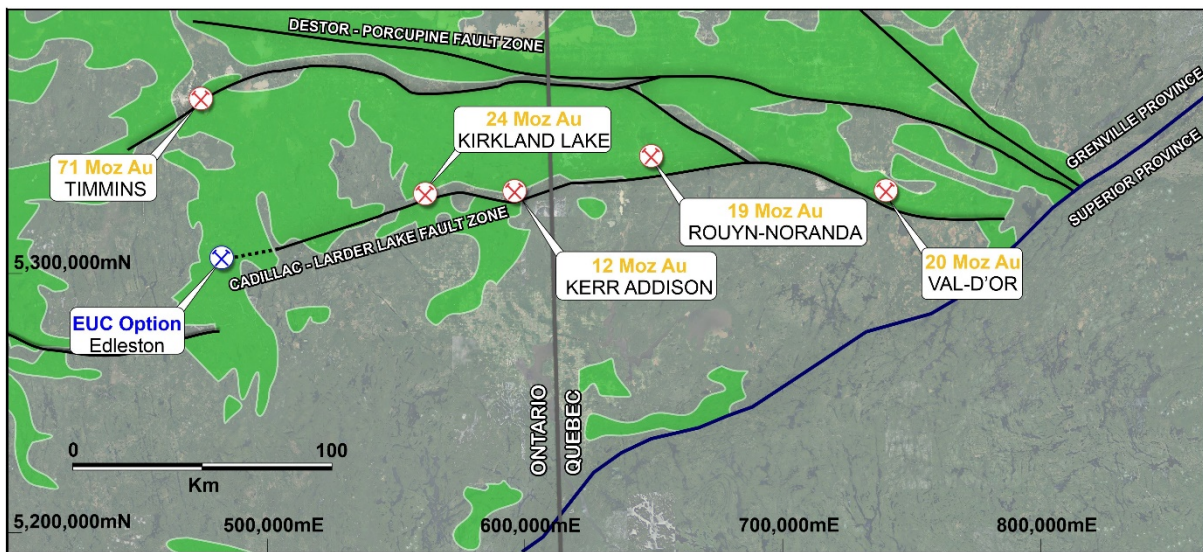 DESTOR - PORCUPINE FAULT ZONE
24 Moz Au
KIRKLAND LAKE
71 Moz Au
TIMMINS
GRENVILLE PROVINCE
SUPERIOR PROVINCE
19 Moz Au
ROUYN-NORANDA
CADILLAC - LARDER LAKE FAULT ZONE
12 Moz Au
KERR ADDISON
20 Moz Au
VAL-D'OR
5,300,000mN
EUC Option
Edleston
ONTARIO
QUEBEC
0 100
Km
5,200,000mN
500,000mE 600,000mE 700,000mE 800,000mE